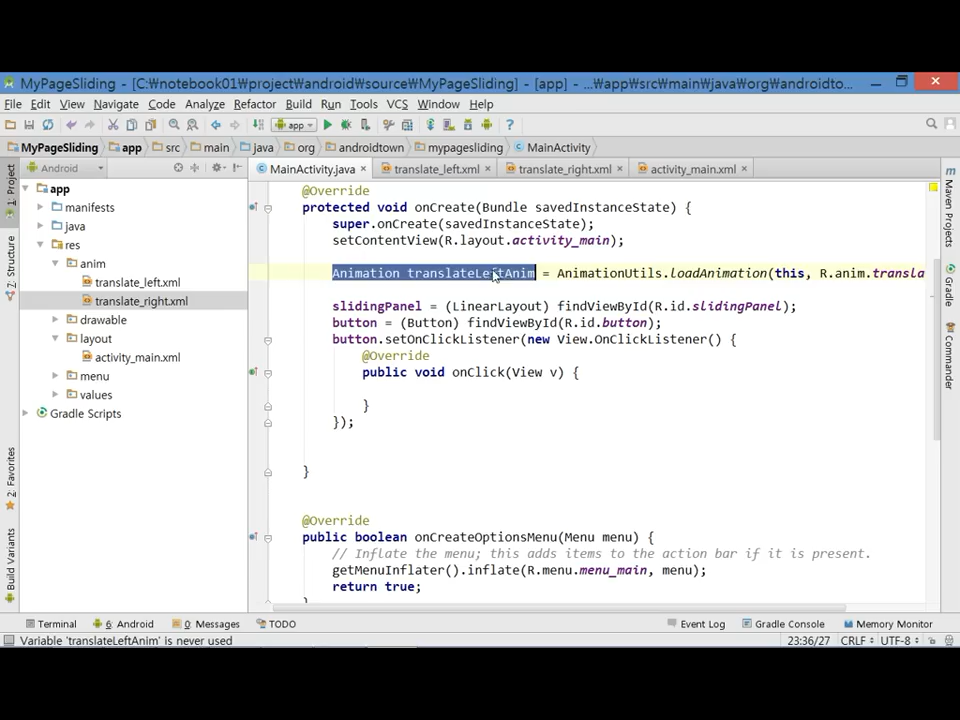 MyPageSliding - [C:₩notebook01₩project₩android₩source₩MyPageSliding] - [app] - ...₩app₩src₩main₩java₩org₩androidto...
File Edit View Navigate Code Analyze Refactor Build Run Tools VCS Window Help
app
MyPageSliding app src main java org androidtown mypagesliding MainActivity
Android
MainActivity.java × translate_left.xml × translate_right.xml × activity_main.xml ×
1: Project
Structure
2: Favorites
Build Variants
app
manifests
java
res
anim
translate_left.xml
translate_right.xml
drawable
layout
activity_main.xml
menu
values
Gradle Scripts
@Override
protected void onCreate(Bundle savedInstanceState) {
super.onCreate(savedInstanceState);
setContentView(R.layout.activity_main);
Animation translateLeftAnim = AnimationUtils.loadAnimation(this, R.anim.transla
slidingPanel = (LinearLayout) findViewById(R.id.slidingPanel);
button = (Button) findViewById(R.id.button);
button.setOnClickListener(new View.OnClickListener() {
@Override
public void onClick(View v) {
}
});
}
@Override
public boolean onCreateOptionsMenu(Menu menu) {
// Inflate the menu; this adds items to the action bar if it is present.
getMenuInflater().inflate(R.menu.menu_main, menu);
return true;
}
Maven Projects
Gradle
Commander
Terminal 6: Android 0: Messages TODO Event Log Gradle Console Memory Monitor
Variable 'translateLeftAnim' is never used 23:36/27 CRLF UTF-8